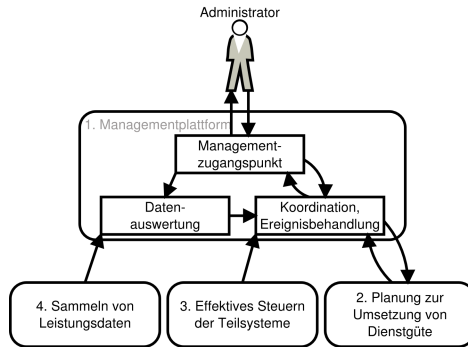 Administrator
1. Managementplattform
Management-
zugangspunkt
Daten-
auswertung
Koordination,
Ereignisbehandlung
4. Sammeln von
Leistungsdaten
3. Effektives Steuern
der Teilsysteme
2. Planung zur
Umsetzung von
Dienstgüte